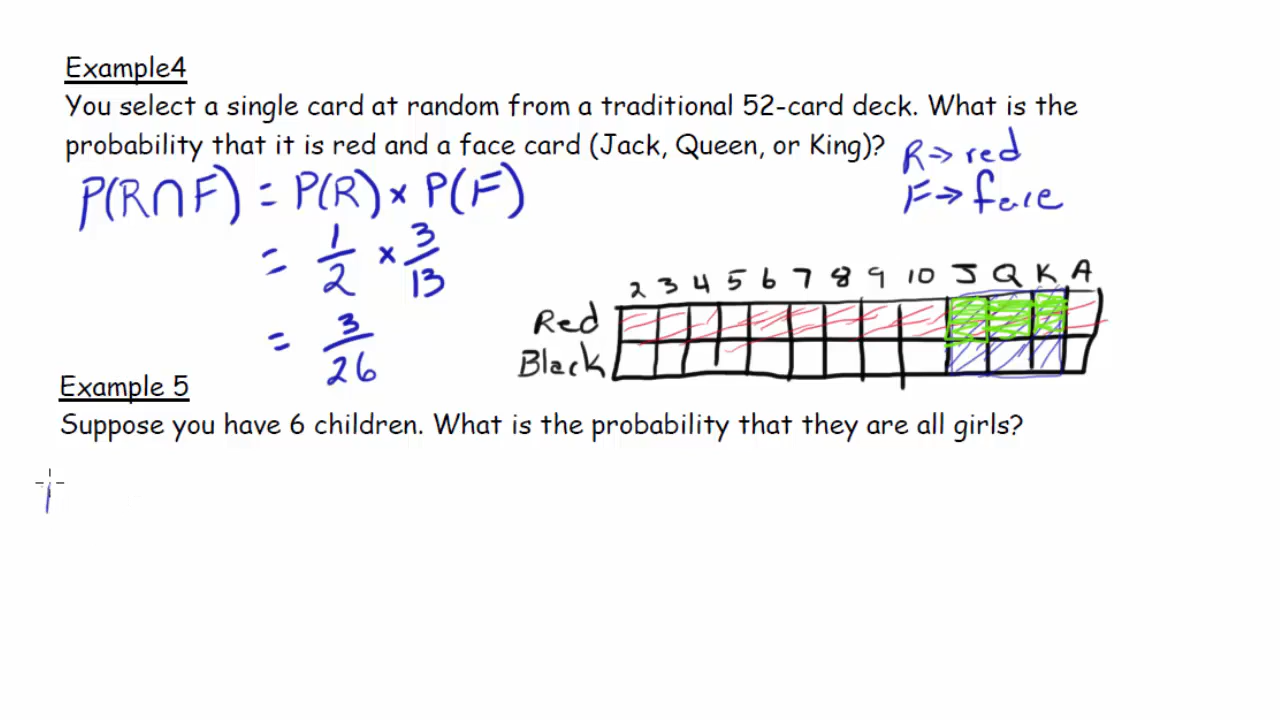 Example4
You select a single card at random from a traditional 52-card deck. What is the
probability that it is red and a face card (Jack, Queen, or King)?
R→ red
F→ face
P(R∩F) = P(R) × P(F)
= 1/2 × 3/13
= 3/26
2 3 4 5 6 7 8 9 10 J Q K A
Red
Black
Example 5
Suppose you have 6 children. What is the probability that they are all girls?